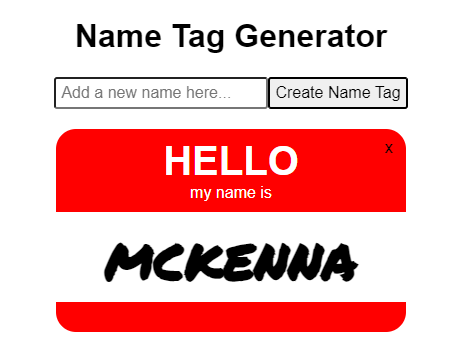 Name Tag Generator
Add a new name here... Create Name Tag
x
HELLO
my name is
MCKENNA